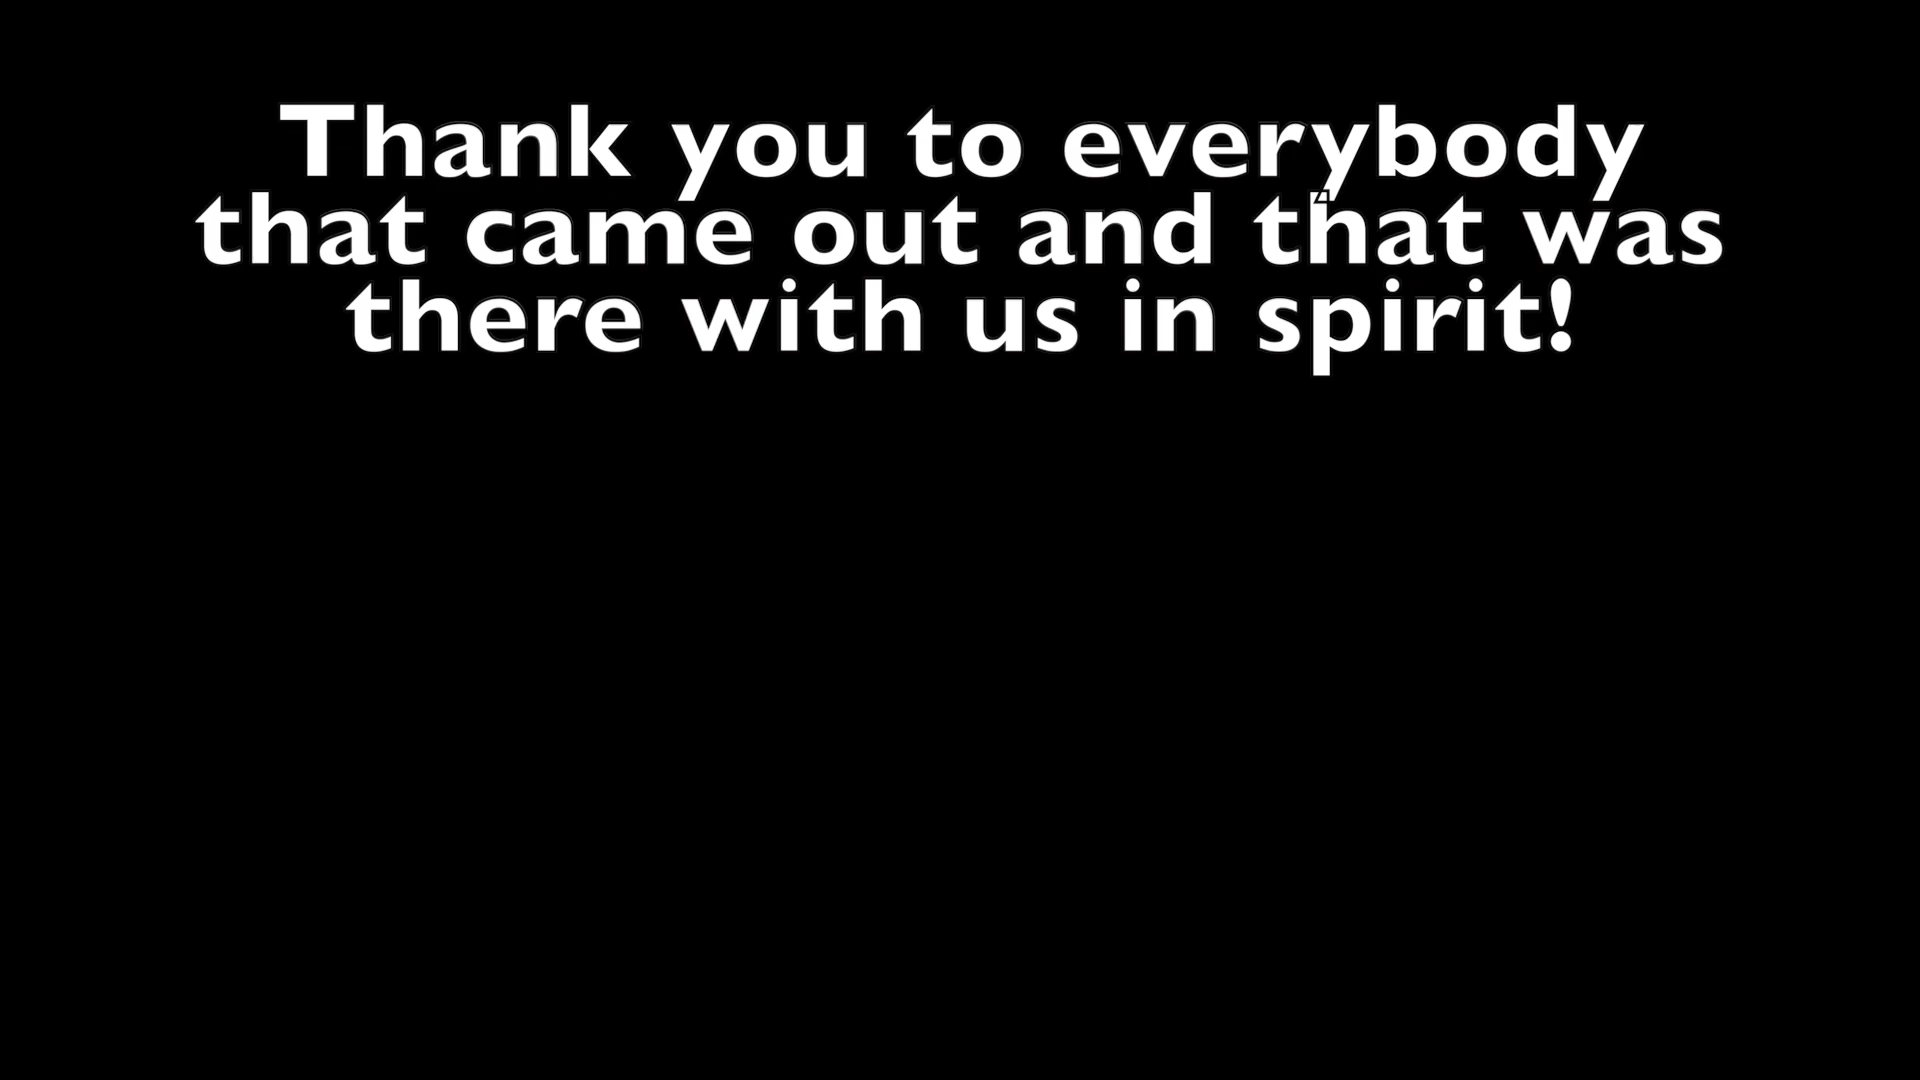 Thank you to everybody
that came out and that was
there with us in spirit!